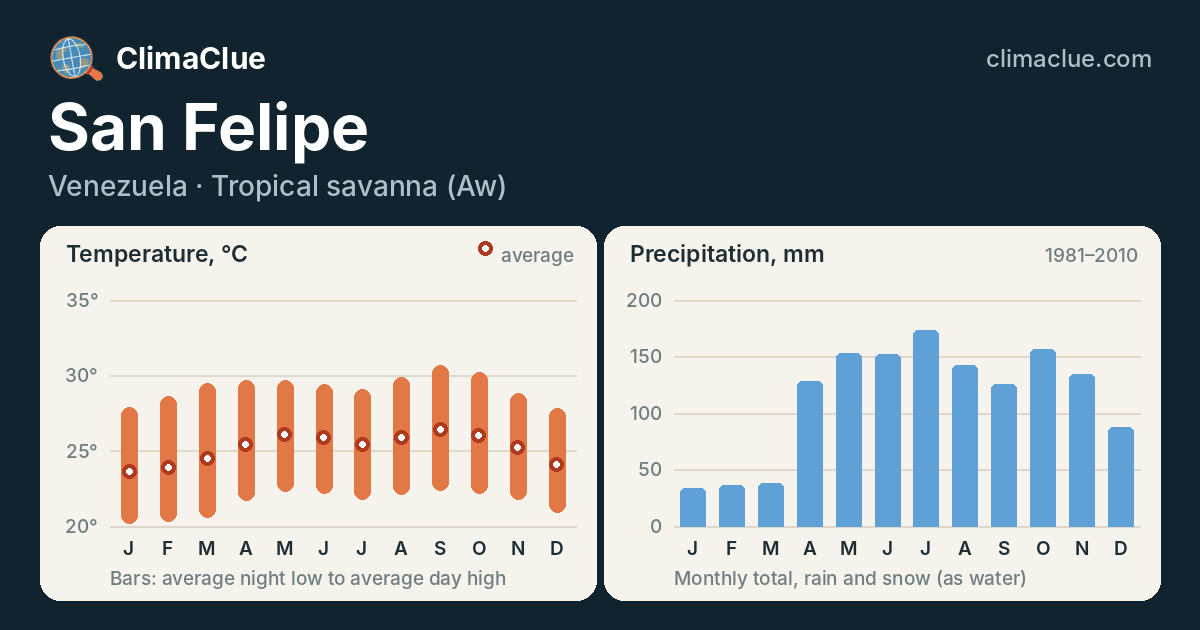 ClimaClue
climaclue.com
San Felipe
Venezuela · Tropical savanna (Aw)
Temperature, °C
average
35°
30°
25°
20°
J F M A M J J A S O N D
Bars: average night low to average day high
Precipitation, mm
1981–2010
200
150
100
50
0
J F M A M J J A S O N D
Monthly total, rain and snow (as water)